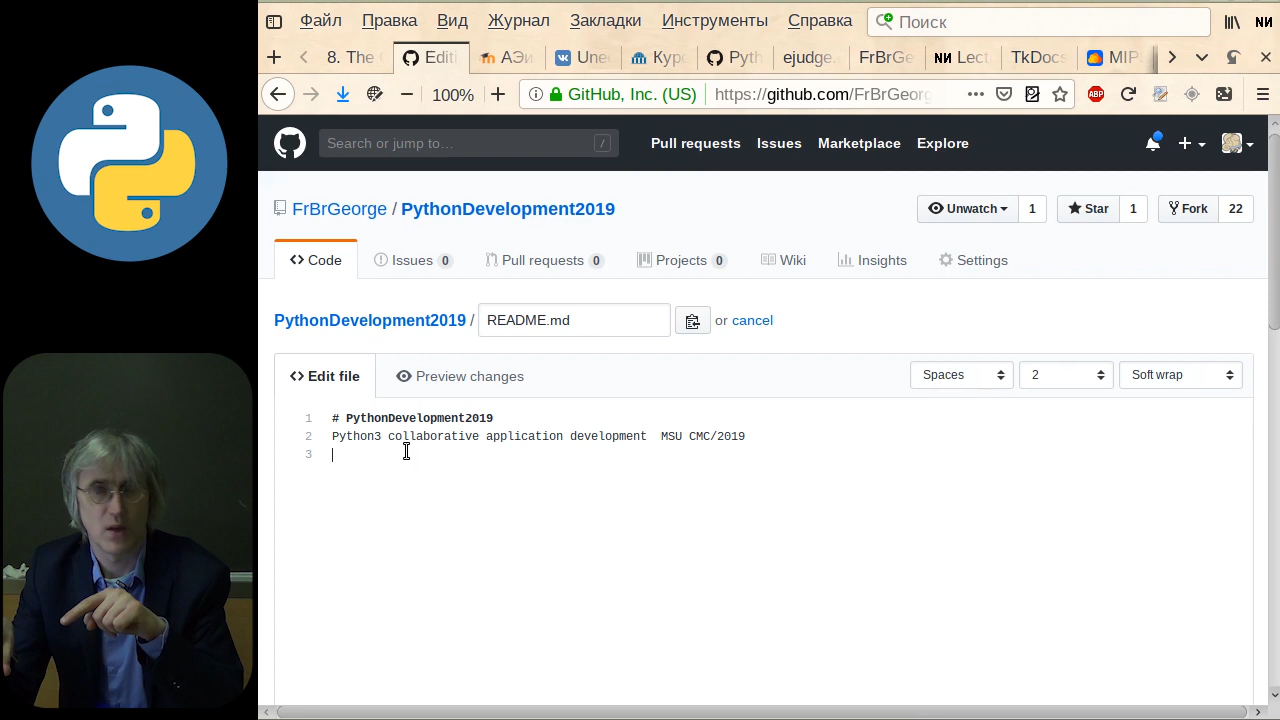 Файл Правка Вид Журнал Закладки Инструменты Справка Поиск
8. The Editi АЭи Unec Курс Pyth ejudge. FrBrGe Lect TkDocs MIP
100% GitHub, Inc. (US) https://github.com/FrBrGeorg
Search or jump to… / Pull requests Issues Marketplace Explore
FrBrGeorge / PythonDevelopment2019 Unwatch 1 Star 1 Fork 22
Code Issues 0 Pull requests 0 Projects 0 Wiki Insights Settings
PythonDevelopment2019 / README.md or cancel
Edit file Preview changes Spaces 2 Soft wrap
1 # PythonDevelopment2019
2 Python3 collaborative application development MSU CMC/2019
3